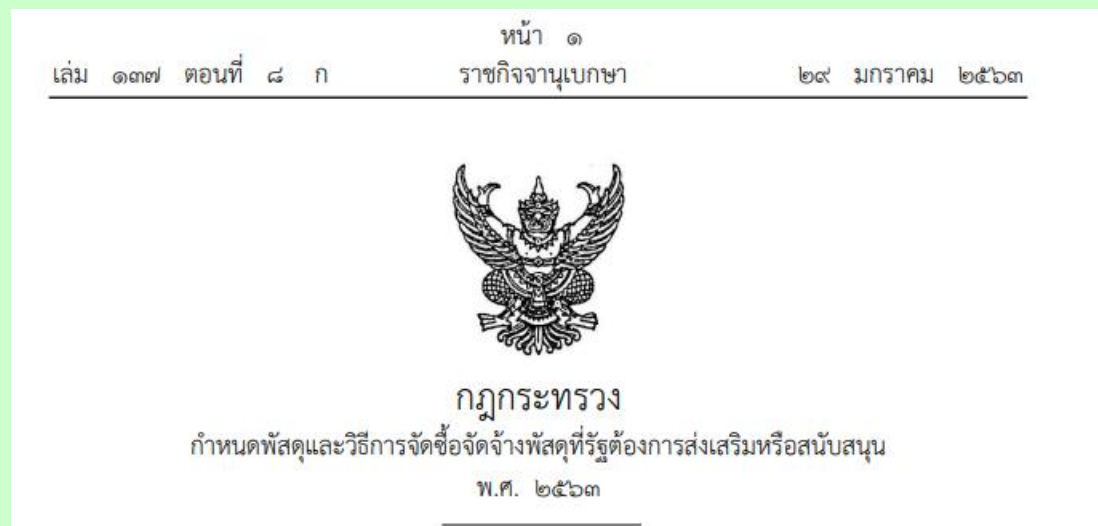 หน้า ๑
เล่ม ๑๓๗ ตอนที่ ๘ ก ราชกิจจานุเบกษา ๒๙ มกราคม ๒๕๖๓
กฎกระทรวง
กำหนดพัสดุและวิธีการจัดซื้อจัดจ้างพัสดุที่รัฐต้องการส่งเสริมหรือสนับสนุน
พ.ศ. ๒๕๖๓